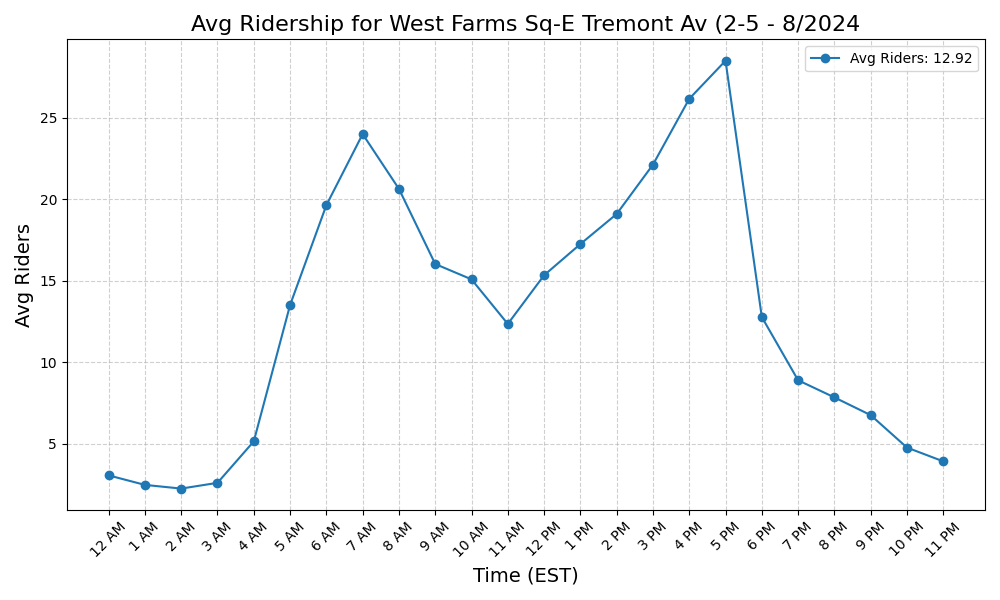 Avg Ridership for West Farms Sq-E Tremont Av (2-5 - 8/2024
Avg Riders: 12.92
Avg Riders
25
20
15
10
5
12 AM
1 AM
2 AM
3 AM
4 AM
5 AM
6 AM
7 AM
8 AM
9 AM
10 AM
11 AM
12 PM
1 PM
2 PM
3 PM
4 PM
5 PM
6 PM
7 PM
8 PM
9 PM
10 PM
11 PM
Time (EST)